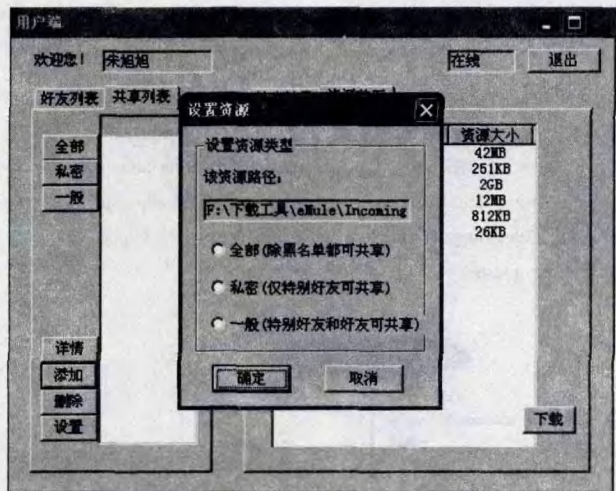 用户端
欢迎您! 朱旭旭 在线 退出
好友列表 共享列表
设置资源
全部
私密
一般
设置资源类型
该资源路径:
F:\下载工具\eMule\Incoming
全部(除黑名单都可共享)
私密(仅特别好友可共享)
一般(特别好友和好友可共享)
确定 取消
资源大小
42MB
251KB
2GB
12MB
812KB
26KB
详情
添加
删除
设置
下载